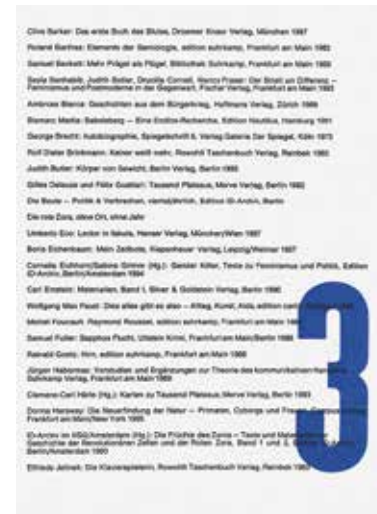 Clive Barker: Das erste Buch des Blutes, Droemer Knaur Verlag, München 1987
Roland Barthes: Elemente der Semiologie, edition suhrkamp, Frankfurt am Main
Samuel Beckett: Mehr Prügel als Flügel, Bibliothek Suhrkamp, Frankfurt am Main
Seyla Benhabib, Judith Butler, Drucilla Cornell, Nancy Fraser: Der Streit um Differenz –
Feminismus und Postmoderne in der Gegenwart, Fischer Verlag, Frankfurt am Main 1993
Ambrose Bierce: Geschichten aus dem Bürgerkrieg, Haffmans Verlag, Zürich
Bismarc Media: Babelsberg – Eine Recherche, Edition Nautilus, Hamburg 1991
George Brecht: Autobiographie, Verlag Galerie Der Spiegel, Köln 1973
Rolf Dieter Brinkmann: Keiner weiß mehr, Rowohlt Taschenbuch Verlag, Reinbek
Judith Butler: Körper von Gewicht, Berlin Verlag, Berlin 1995
Gilles Deleuze und Félix Guattari: Tausend Plateaus, Merve Verlag, Berlin 1992
Die Beute – Politik & Verbrechen, vierteljährlich, Edition ID-Archiv, Berlin
Die rote Zora, ohne Ort, ohne Jahr
Umberto Eco: Lector in fabula, Hanser Verlag, München/Wien 1987
Boris Eichenbaum: Mein Zeitbote, Kiepenheuer Verlag, Leipzig/Weimar 1987
Cornelia Eichhorn/Sabine Grimm (Hg.): Gender Killer, Texte zu Feminismus und Politik, Edition
ID-Archiv, Berlin/Amsterdam 1994
Carl Einstein: Materialien, Band 1, Silver & Goldstein Verlag, Berlin 1990
Wolfgang Max Faust: Dies alles gibt es also – Alltag, Kunst, Aids, edition
Michel Foucault: Raymond Roussel, edition suhrkamp, Frankfurt am Main
Samuel Fuller: Sapphos Flucht, Ullstein Krimi, Frankfurt am Main/Berlin
Rainald Goetz: Hirn, edition suhrkamp, Frankfurt am Main 1986
Jürgen Habermas: Vorstudien und Ergänzungen zur Theorie des kommunikativen
Suhrkamp Verlag, Frankfurt am Main
Clemens-Carl Härle (Hg.): Karten zu Tausend Plateaus, Merve Verlag, Berlin 1993
Donna Haraway: Die Neuerfindung der Natur – Primaten, Cyborgs und Frauen, Campus
Frankfurt am Main/New York 1995
ID-Archiv im IISG/Amsterdam (Hg.): Die Früchte des Zorns – Texte und
Geschichte der Revolutionären Zellen und der Roten Zora, Band 1 und 2,
Berlin/Amsterdam 1993
Elfriede Jelinek: Die Klavierspielerin, Rowohlt Taschenbuch Verlag, Reinbek
3